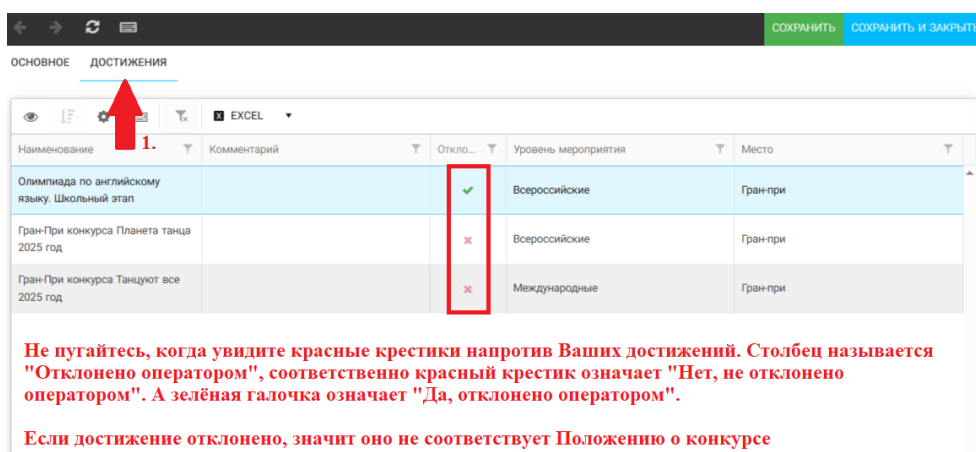 СОХРАНИТЬ СОХРАНИТЬ И ЗАКРЫТЬ
ОСНОВНОЕ ДОСТИЖЕНИЯ
EXCEL
1.
Наименование Комментарий Откло... Уровень мероприятия Место
Олимпиада по английскому
языку. Школьный этап
Всероссийские Гран-при
Гран-При конкурса Планета танца
2025 год
Всероссийские Гран-при
Гран-При конкурса Танцуют все
2025 год
Международные Гран-при
Не пугайтесь, когда увидите красные крестики напротив Ваших достижений. Столбец называется
"Отклонено оператором", соответственно красный крестик означает "Нет, не отклонено
оператором". А зелёная галочка означает "Да, отклонено оператором".
Если достижение отклонено, значит оно не соответствует Положению о конкурсе